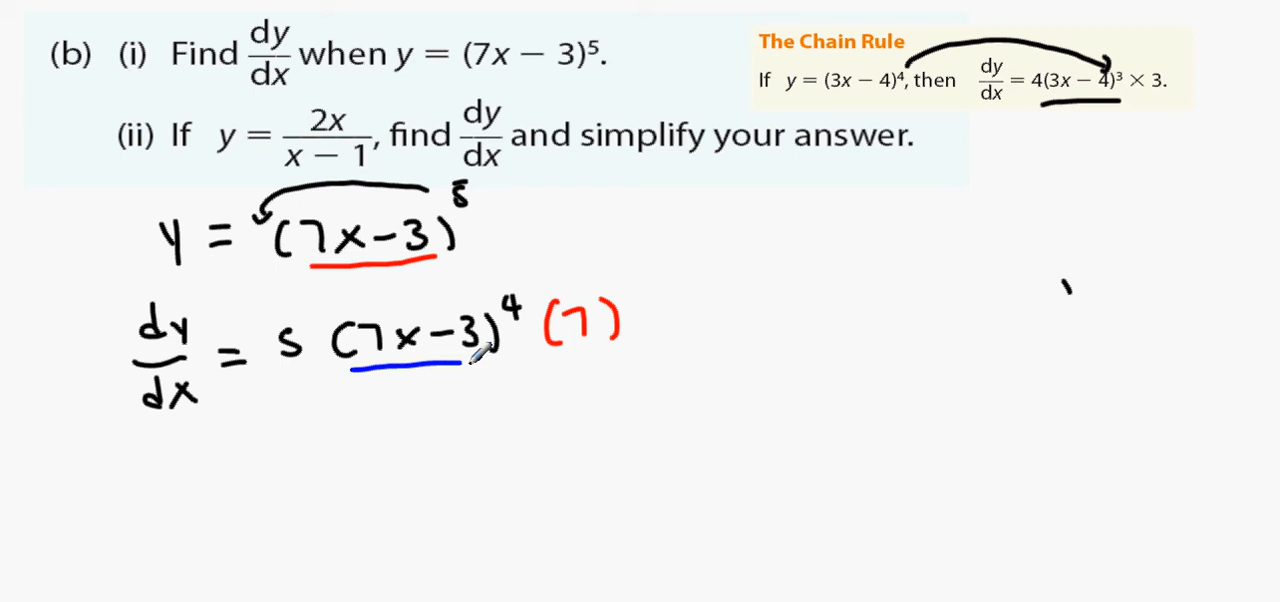 (b) (i) Find dy/dx when y = (7x − 3)⁵.
The Chain Rule
If y = (3x − 4)⁴, then dy/dx = 4(3x − 4)³ × 3.
(ii) If y = 2x/(x − 1), find dy/dx and simplify your answer.
y = (7x−3)⁵
dy/dx = 5 (7x−3)⁴ (7)